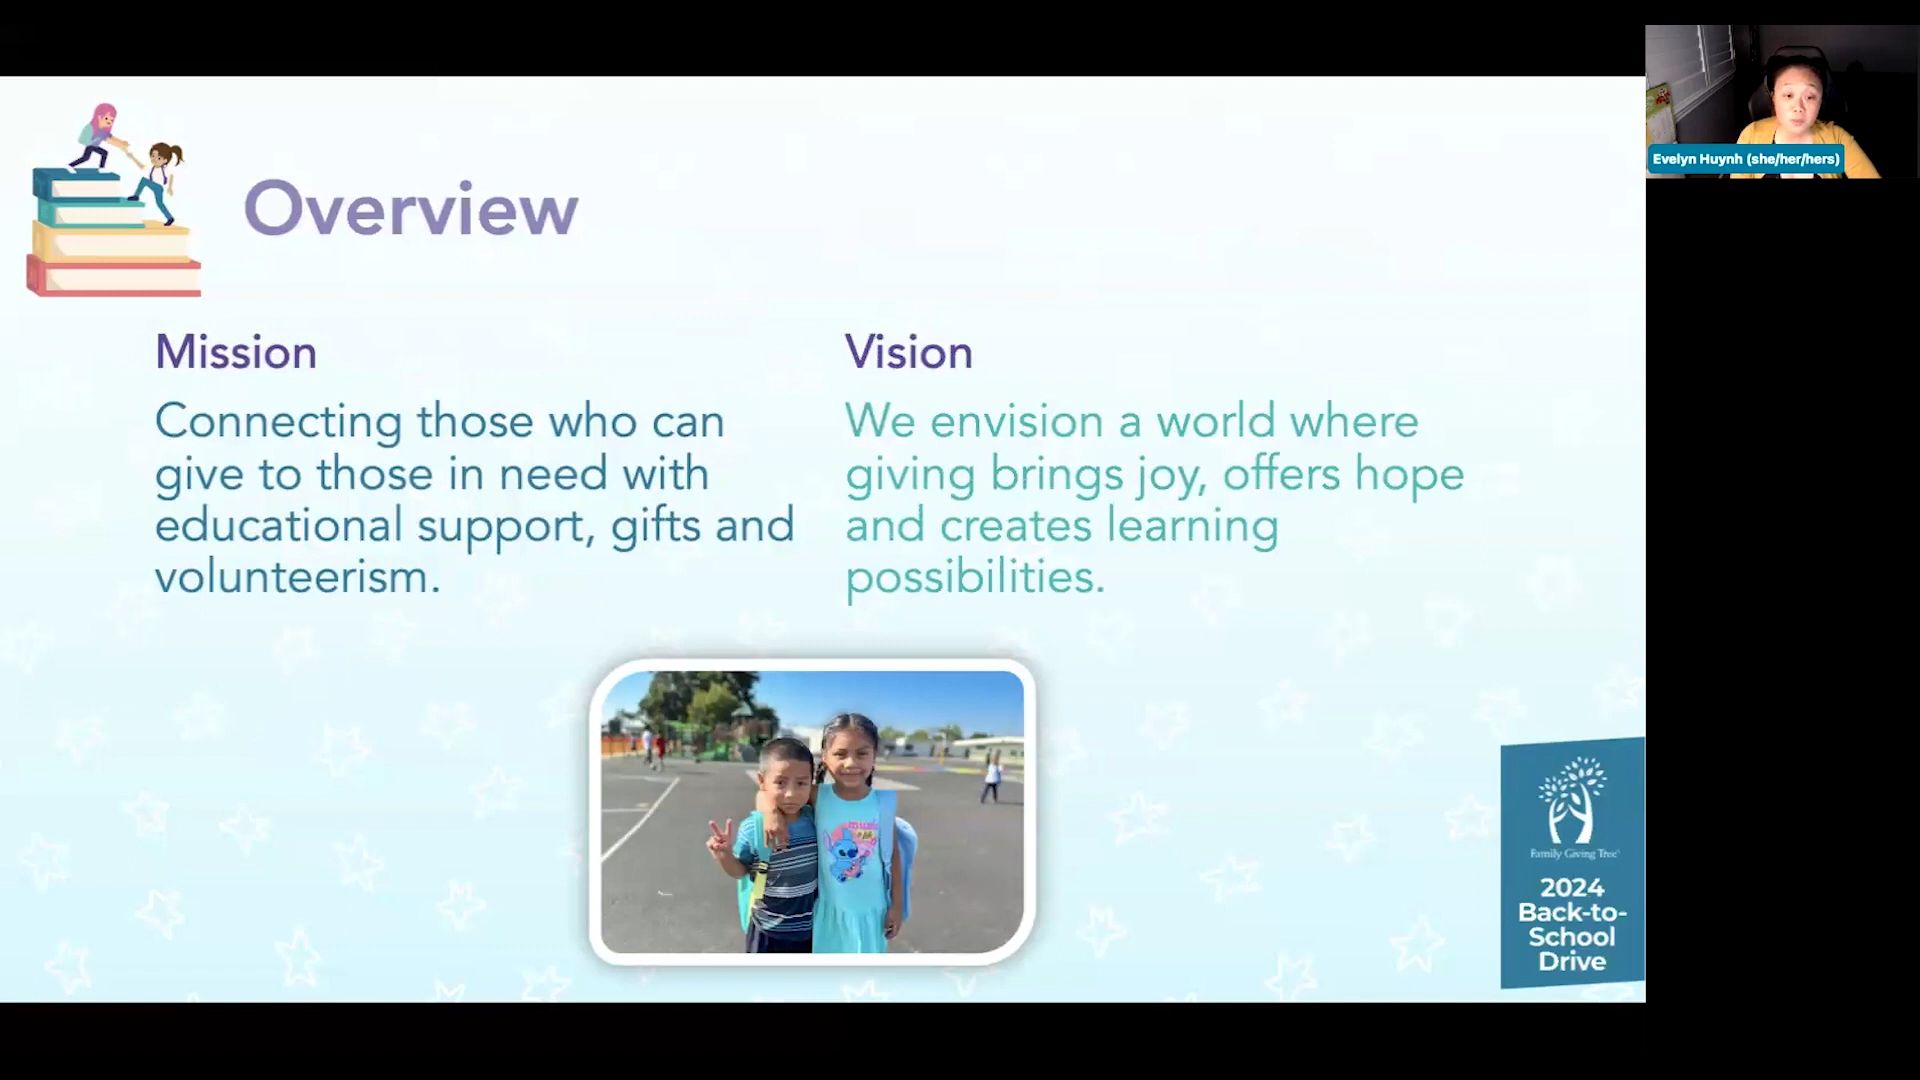 Evelyn Huynh (she/her/hers)
Overview
Mission
Connecting those who can
give to those in need with
educational support, gifts and
volunteerism.
Vision
We envision a world where
giving brings joy, offers hope
and creates learning
possibilities.
Family Giving Tree
2024
Back-to-
School
Drive